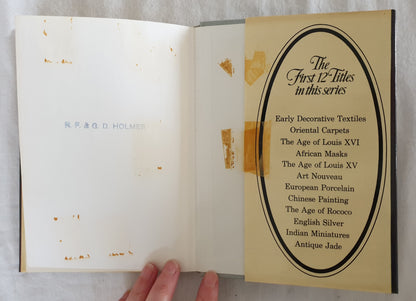 R. P. & G. D. HOLMES
The
First 12 Titles
in this series
Early Decorative Textiles
Oriental Carpets
The Age of Louis XVI
African Masks
The Age of Louis XV
Art Nouveau
European Porcelain
Chinese Painting
The Age of Rococo
English Silver
Indian Miniatures
Antique Jade